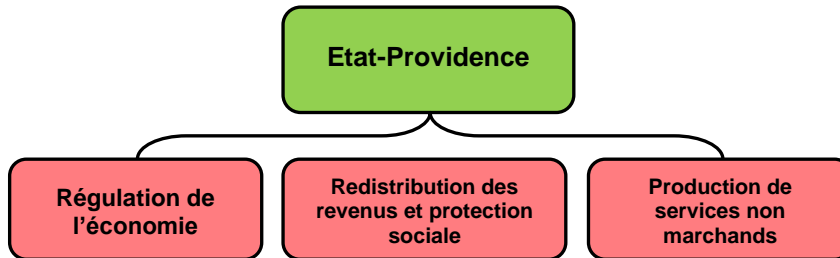 Etat-Providence
Régulation de
l’économie
Redistribution des
revenus et protection
sociale
Production de
services non
marchands